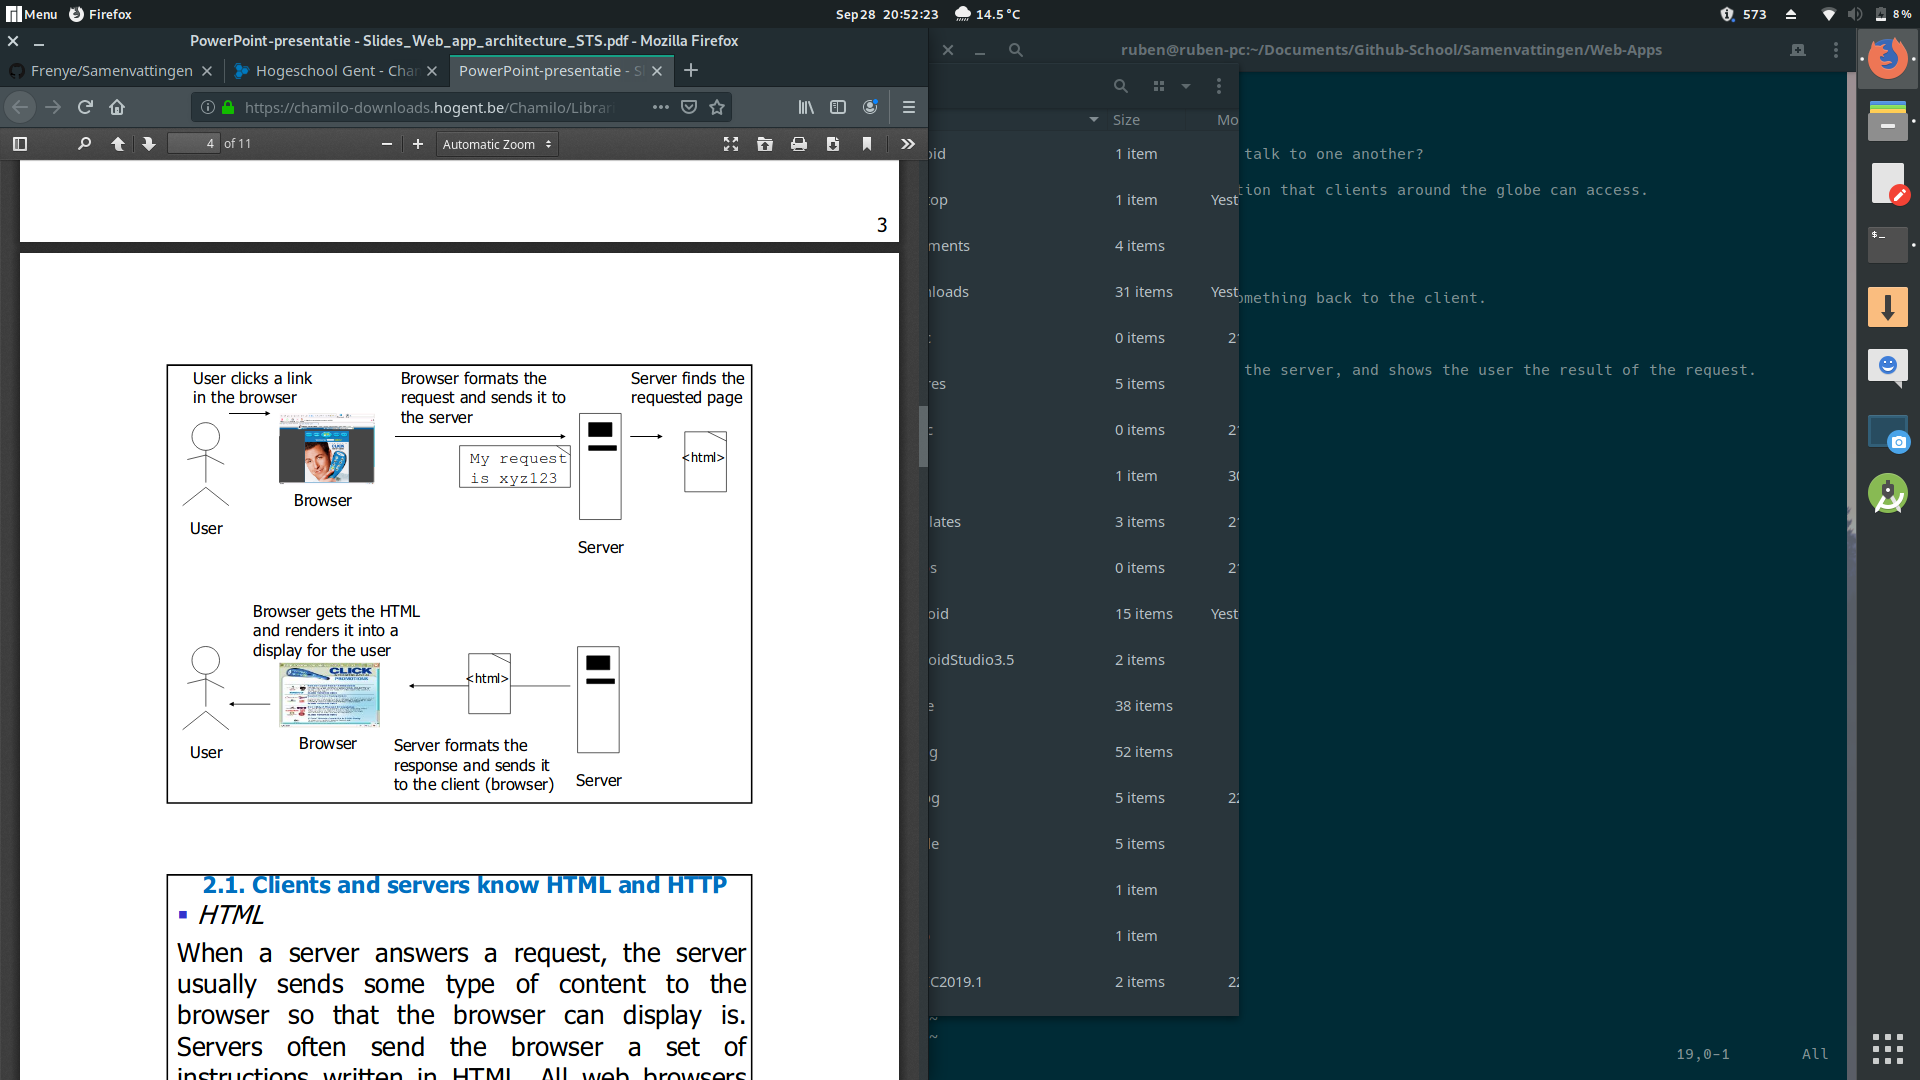 Menu Firefox Sep 28 20:52:23 14.5°C 573 8%
PowerPoint-presentatie - Slides_Web_app_architecture_STS.pdf - Mozilla Firefox
Frenye/Samenvattingen
Hogeschool Gent - Cha
PowerPoint-presentatie - S
https://chamilo-downloads.hogent.be/Chamilo/Librar
4 of 11
Automatic Zoom
3
User clicks a link
in the browser
Browser formats the
request and sends it to
the server
Server finds the
requested page
My request
is xyz123
<html>
Browser
User
Server
Browser gets the HTML
and renders it into a
display for the user
CLICK
<html>
User
Browser
Server formats the
response and sends it
to the client (browser)
Server
2.1. Clients and servers know HTML and HTTP
▪ HTML
When a server answers a request, the server
usually sends some type of content to the
browser so that the browser can display is.
Servers often send the browser a set of
instructions written in HTML. All web browsers
ruben@ruben-pc:~/Documents/Github-School/Samenvattingen/Web-Apps
Size Mo
oid 1 item
top 1 item Yest
ments 4 items
nloads 31 items Yest
0 items 21
res 5 items
0 items 21
1 item 30
lates 3 items 21
s 0 items 21
oid 15 items Yest
oidStudio3.5 2 items
e 38 items
g 52 items
og 5 items 22
le 5 items
1 item
1 item
C2019.1 2 items 22
talk to one another?
tion that clients around the globe can access.
omething back to the client.
the server, and shows the user the result of the request.
~
~
19,0-1 All
$_